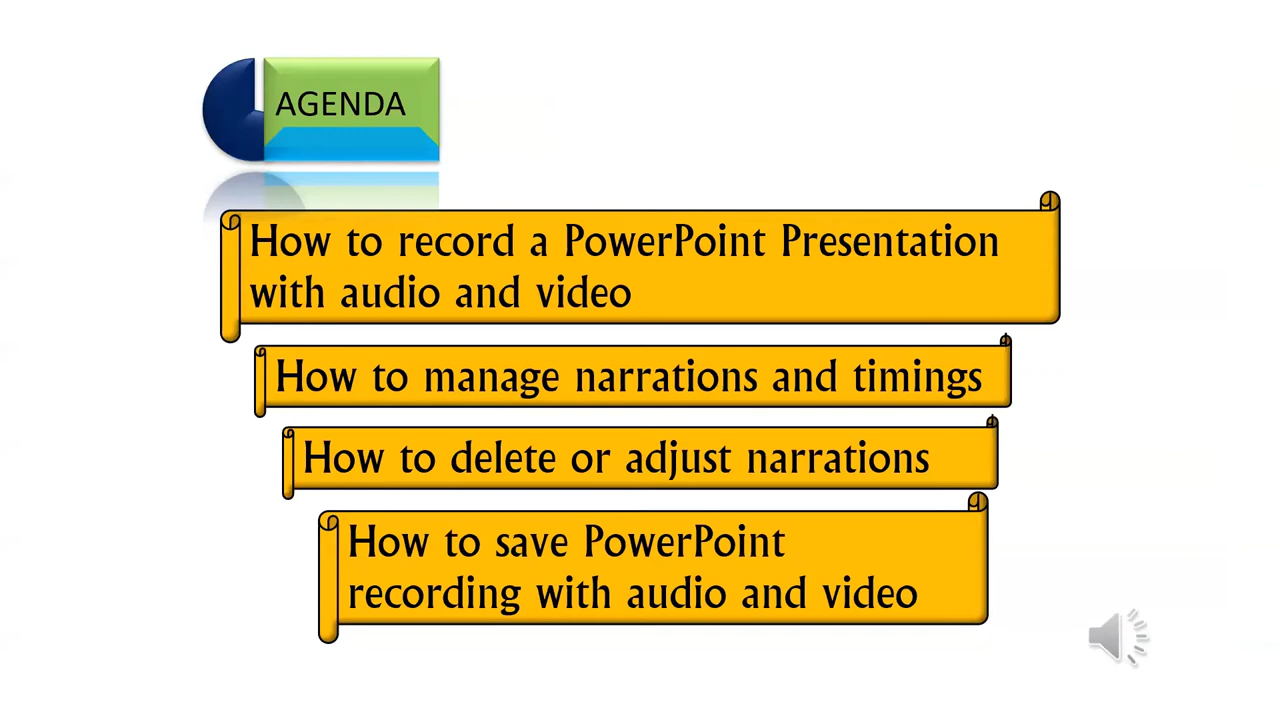 AGENDA
How to record a PowerPoint Presentation
with audio and video
How to manage narrations and timings
How to delete or adjust narrations
How to save PowerPoint
recording with audio and video